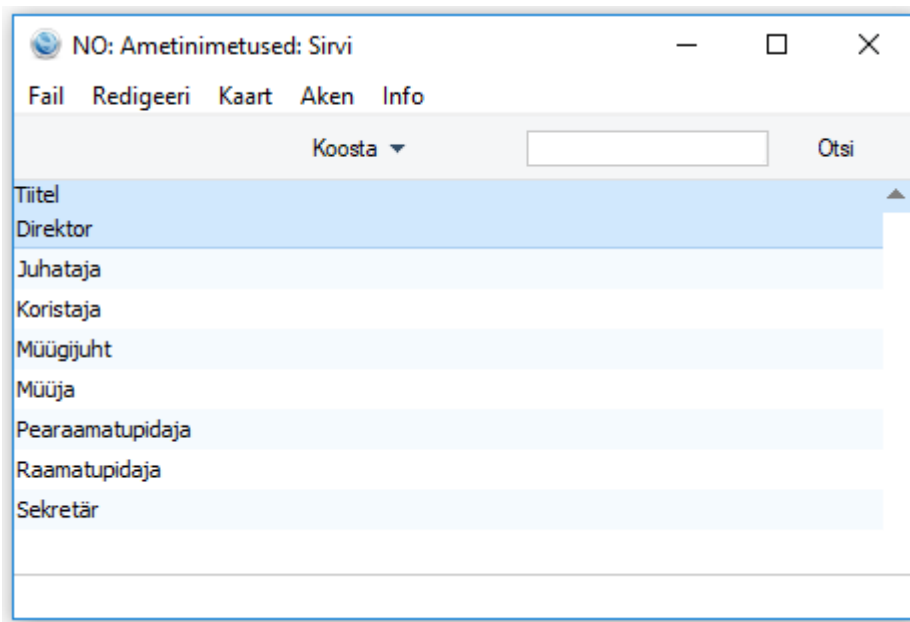 NO: Ametinimetused: Sirvi
Fail Redigeeri Kaart Aken Info
Koosta Otsi
Tiitel
Direktor
Juhataja
Koristaja
Müügijuht
Müüja
Pearaamatupidaja
Raamatupidaja
Sekretär